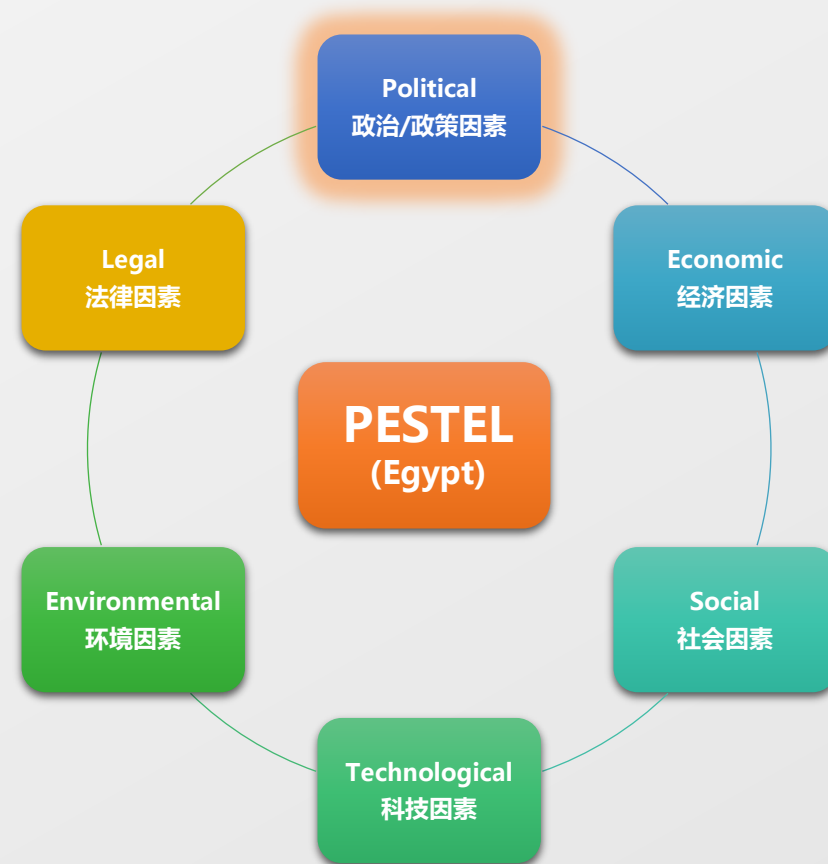 Political
政治/政策因素
Legal
法律因素
Economic
经济因素
PESTEL
(Egypt)
Environmental
环境因素
Social
社会因素
Technological
科技因素